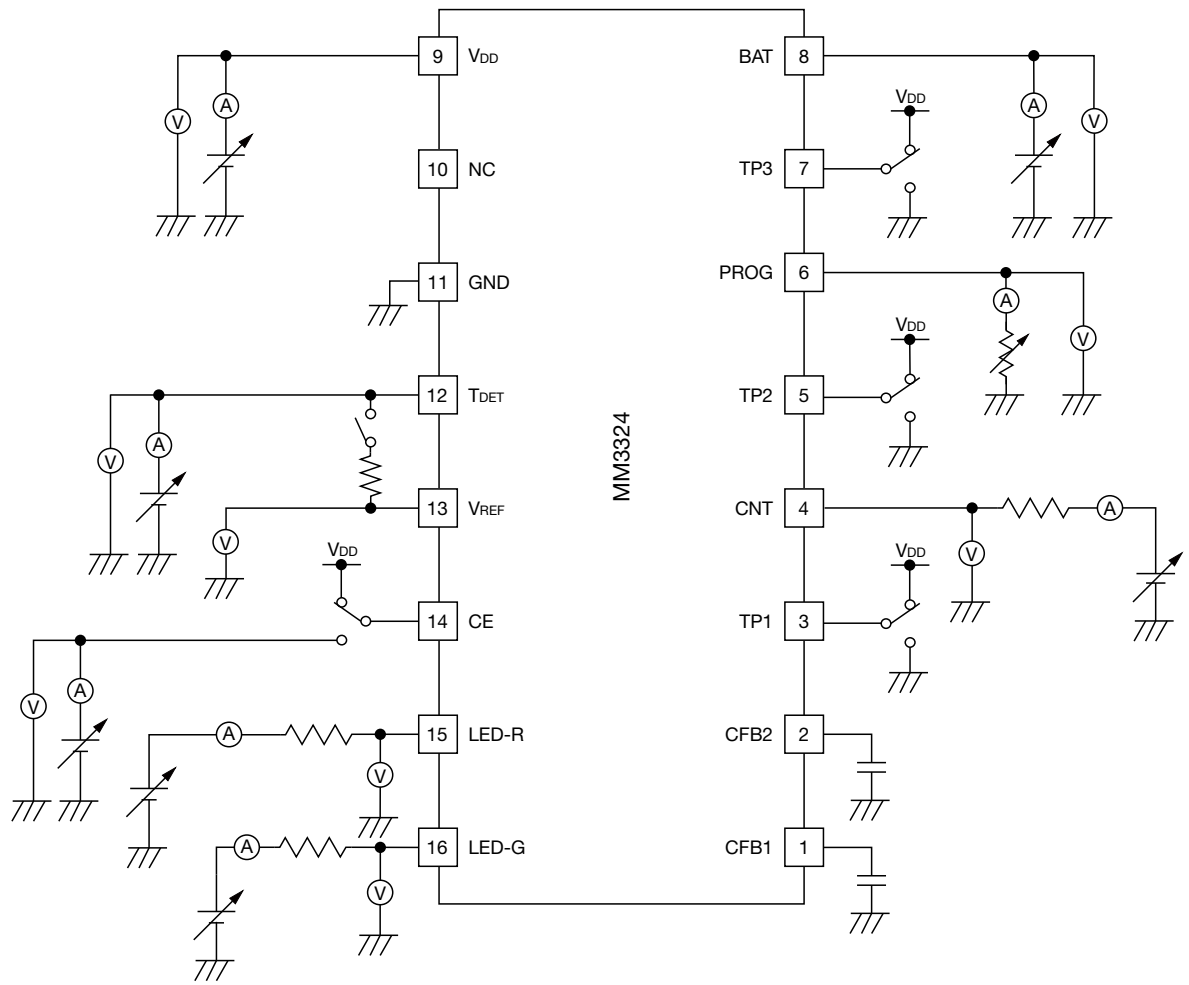 9 VDD
V
A
10 NC
11 GND
12 TDET
V
A
13 VREF
V
VDD
14 CE
V
A
15 LED-R
A
V
16 LED-G
A
V
MM3324
BAT 8
A
V
VDD
TP3 7
PROG 6
A
V
VDD
TP2 5
CNT 4
A
V
VDD
TP1 3
CFB2 2
CFB1 1